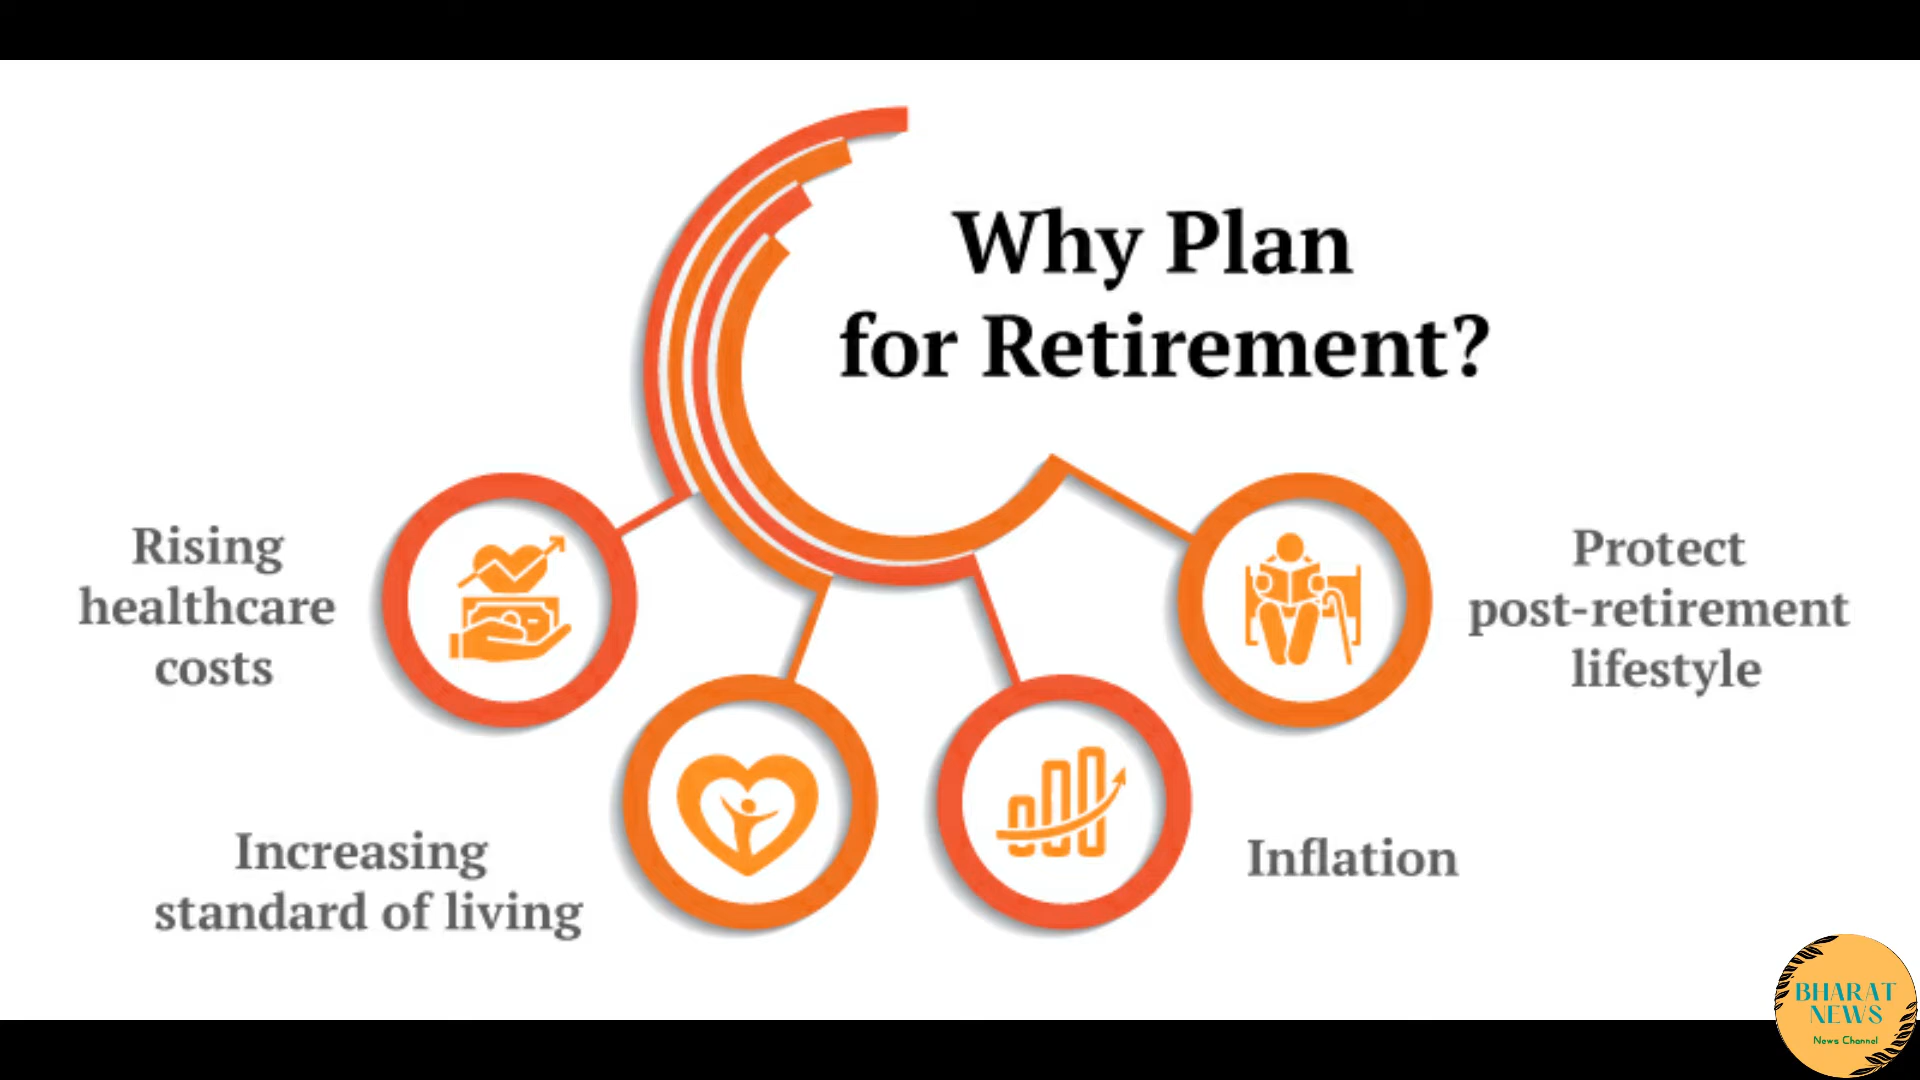 Why Plan
for Retirement?
Rising
healthcare
costs
Increasing
standard of living
Inflation
Protect
post-retirement
lifestyle
BHARAT
NEWS
News Channel